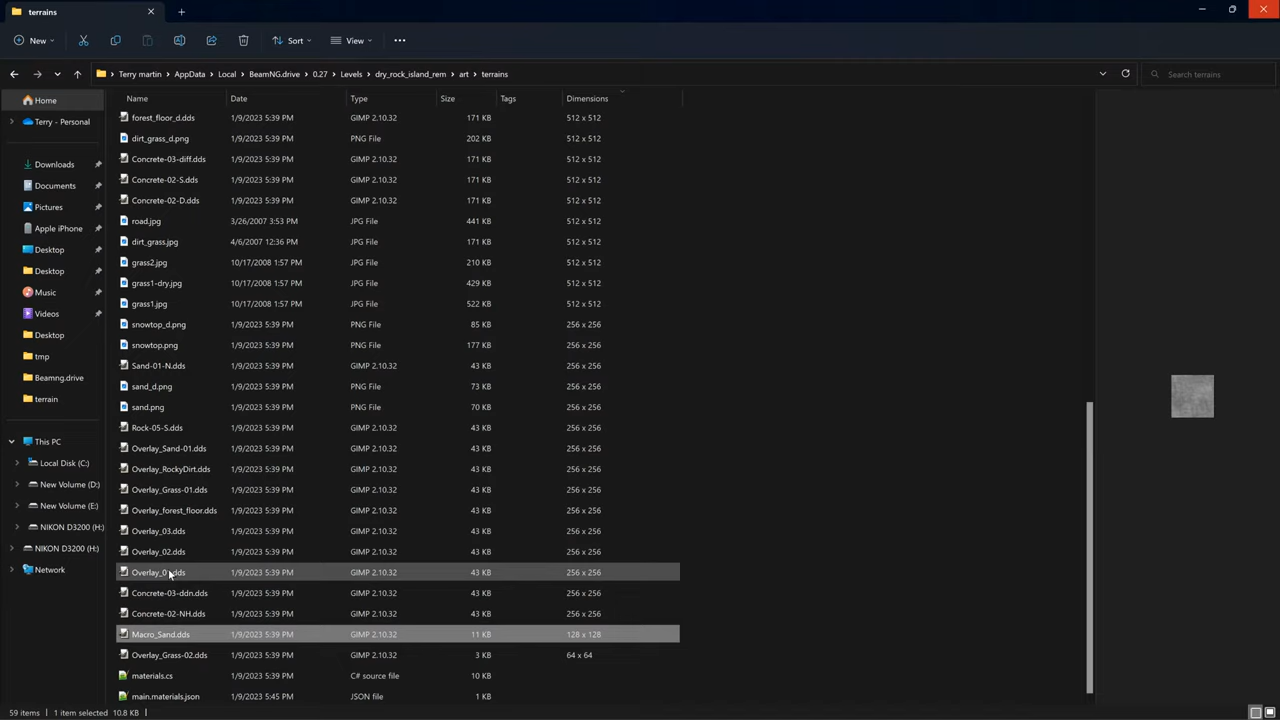 terrains
New Sort View
Terry martin AppData Local BeamNG.drive 0.27 Levels dry_rock_island_rem art terrains Search terrains
Home
Terry - Personal
Downloads
Documents
Pictures
Apple iPhone
Desktop
Desktop
Music
Videos
Desktop
tmp
Beamng.drive
terrain
This PC
Local Disk (C:)
New Volume (D:)
New Volume (E:)
NIKON D3200 (H:)
NIKON D3200 (H:)
Network
Name Date Type Size Tags Dimensions
forest_floor_d.dds 1/9/2023 5:39 PM GIMP 2.10.32 171 KB 512 x 512
dirt_grass_d.png 1/9/2023 5:39 PM PNG File 202 KB 512 x 512
Concrete-03-diff.dds 1/9/2023 5:39 PM GIMP 2.10.32 171 KB 512 x 512
Concrete-02-S.dds 1/9/2023 5:39 PM GIMP 2.10.32 171 KB 512 x 512
Concrete-02-D.dds 1/9/2023 5:39 PM GIMP 2.10.32 171 KB 512 x 512
road.jpg 3/26/2007 3:53 PM JPG File 441 KB 512 x 512
dirt_grass.jpg 4/6/2007 12:36 PM JPG File 171 KB 512 x 512
grass2.jpg 10/17/2008 1:57 PM JPG File 210 KB 512 x 512
grass1-dry.jpg 10/17/2008 1:57 PM JPG File 429 KB 512 x 512
grass1.jpg 10/17/2008 1:57 PM JPG File 522 KB 512 x 512
snowtop_d.png 1/9/2023 5:39 PM PNG File 85 KB 256 x 256
snowtop.png 1/9/2023 5:39 PM PNG File 177 KB 256 x 256
Sand-01-N.dds 1/9/2023 5:39 PM GIMP 2.10.32 43 KB 256 x 256
sand_d.png 1/9/2023 5:39 PM PNG File 73 KB 256 x 256
sand.png 1/9/2023 5:39 PM PNG File 70 KB 256 x 256
Rock-05-S.dds 1/9/2023 5:39 PM GIMP 2.10.32 43 KB 256 x 256
Overlay_Sand-01.dds 1/9/2023 5:39 PM GIMP 2.10.32 43 KB 256 x 256
Overlay_RockyDirt.dds 1/9/2023 5:39 PM GIMP 2.10.32 43 KB 256 x 256
Overlay_Grass-01.dds 1/9/2023 5:39 PM GIMP 2.10.32 43 KB 256 x 256
Overlay_forest_floor.dds 1/9/2023 5:39 PM GIMP 2.10.32 43 KB 256 x 256
Overlay_03.dds 1/9/2023 5:39 PM GIMP 2.10.32 43 KB 256 x 256
Overlay_02.dds 1/9/2023 5:39 PM GIMP 2.10.32 43 KB 256 x 256
1/9/2023 5:39 PM GIMP 2.10.32 43 KB 256 x 256
Concrete-03-ddn.dds 1/9/2023 5:39 PM GIMP 2.10.32 43 KB 256 x 256
Concrete-02-NH.dds 1/9/2023 5:39 PM GIMP 2.10.32 43 KB 256 x 256
Macro_Sand.dds 1/9/2023 5:39 PM GIMP 2.10.32 11 KB 128 x 128
Overlay_Grass-02.dds 1/9/2023 5:39 PM GIMP 2.10.32 3 KB 64 x 64
materials.cs 1/9/2023 5:39 PM C# source file 10 KB
main.materials.json 1/9/2023 5:45 PM JSON file 1 KB
59 items 1 item selected 10.8 KB